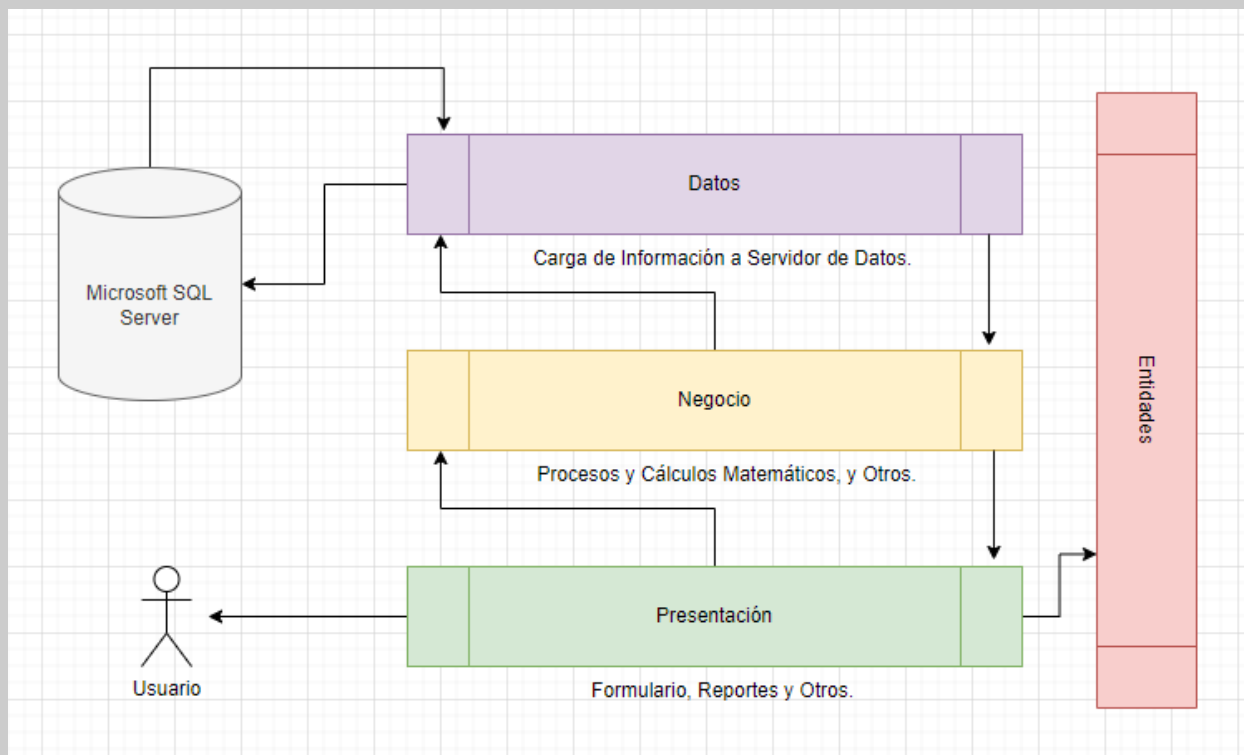 Datos
Carga de Información a Servidor de Datos.
Microsoft SQL
Server
Negocio
Procesos y Cálculos Matemáticos, y Otros.
Entidades
Presentación
Formulario, Reportes y Otros.
Usuario